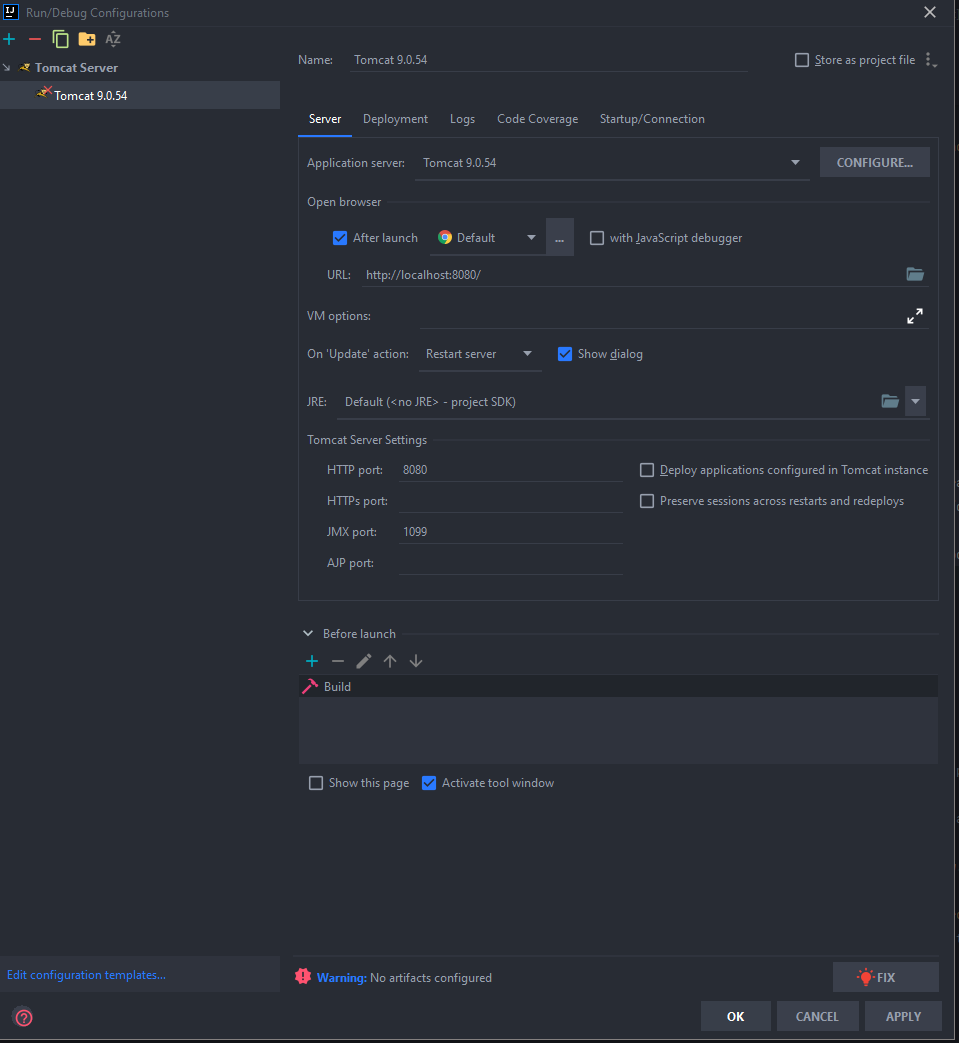 IJ
Run/Debug Configurations
Tomcat Server
Tomcat 9.0.54
Name: Tomcat 9.0.54 Store as project file
Server Deployment Logs Code Coverage Startup/Connection
Application server: Tomcat 9.0.54 CONFIGURE...
Open browser
After launch Default ... with JavaScript debugger
URL: http://localhost:8080/
VM options:
On 'Update' action: Restart server Show dialog
JRE: Default (<no JRE> - project SDK)
Tomcat Server Settings
HTTP port: 8080 Deploy applications configured in Tomcat instance
HTTPs port: Preserve sessions across restarts and redeploys
JMX port: 1099
AJP port:
Before launch
Build
Show this page Activate tool window
Edit configuration templates...
Warning: No artifacts configured FIX
? OK CANCEL APPLY